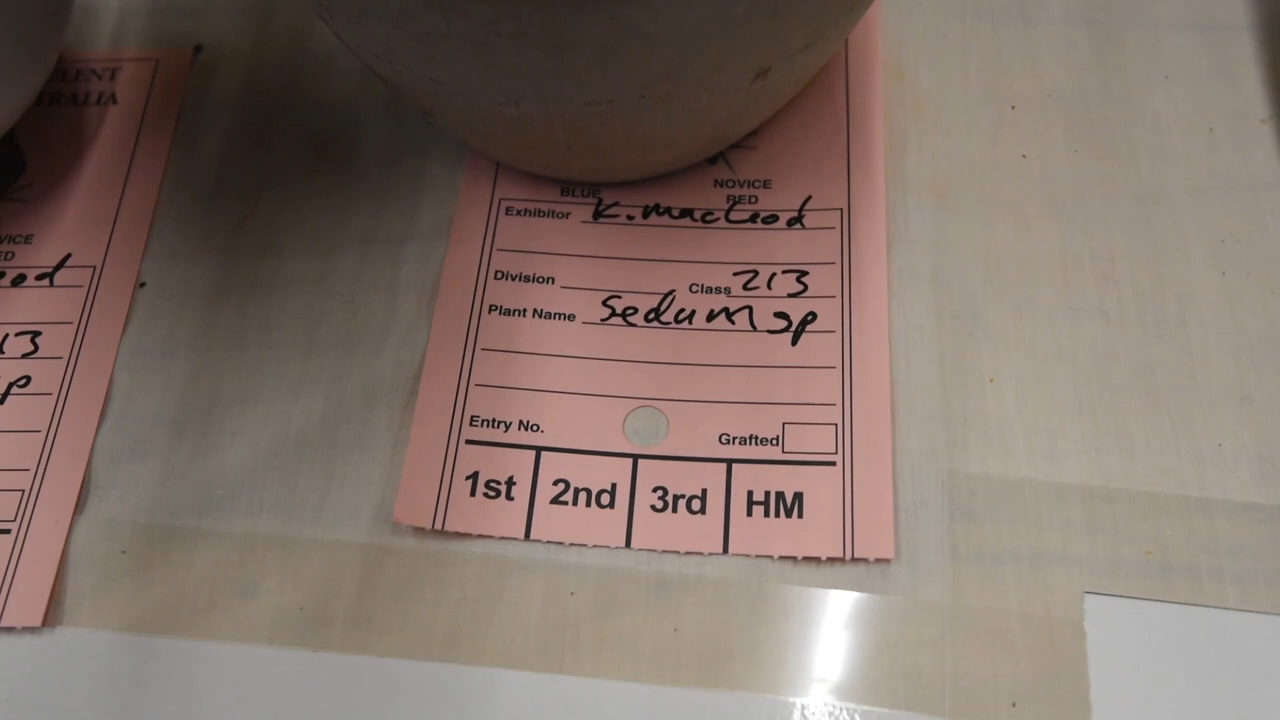 BLUE
NOVICE
RED
Exhibitor K. macleod
Division Class 213
Plant Name Sedum sp
Entry No. Grafted
1st 2nd 3rd HM
LENT
TRALIA
VICE
ED
eod
13
p